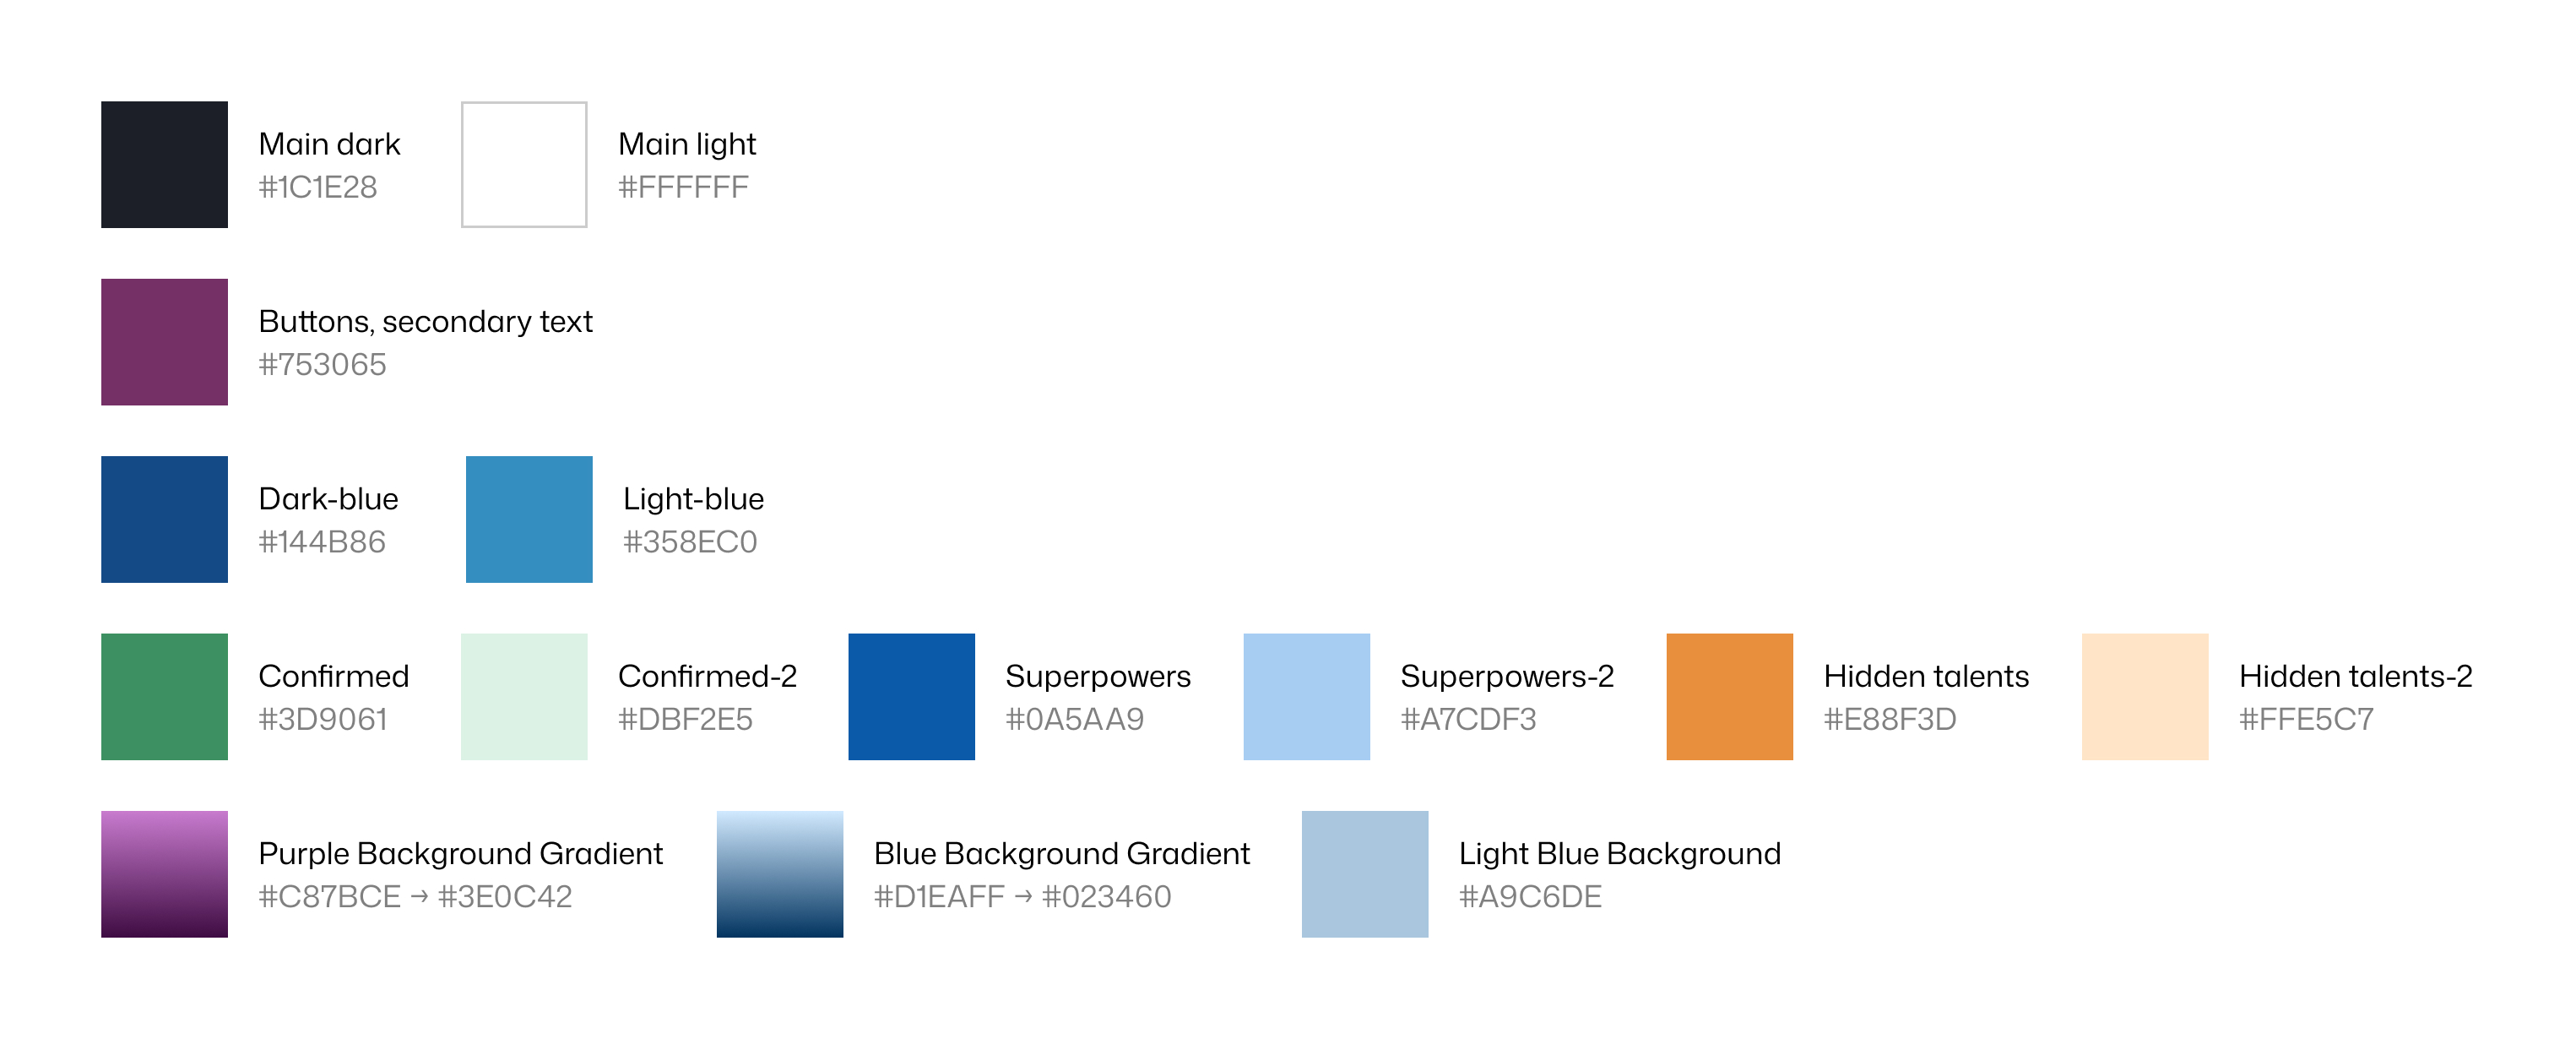 Main dark
#1C1E28
Main light
#FFFFFF
Buttons, secondary text
#753065
Dark-blue
#144B86
Light-blue
#358EC0
Confirmed
#3D9061
Confirmed-2
#DBF2E5
Superpowers
#0A5AA9
Superpowers-2
#A7CDF3
Hidden talents
#E88F3D
Hidden talents-2
#FFE5C7
Purple Background Gradient
#C87BCE → #3E0C42
Blue Background Gradient
#D1EAFF → #023460
Light Blue Background
#A9C6DE